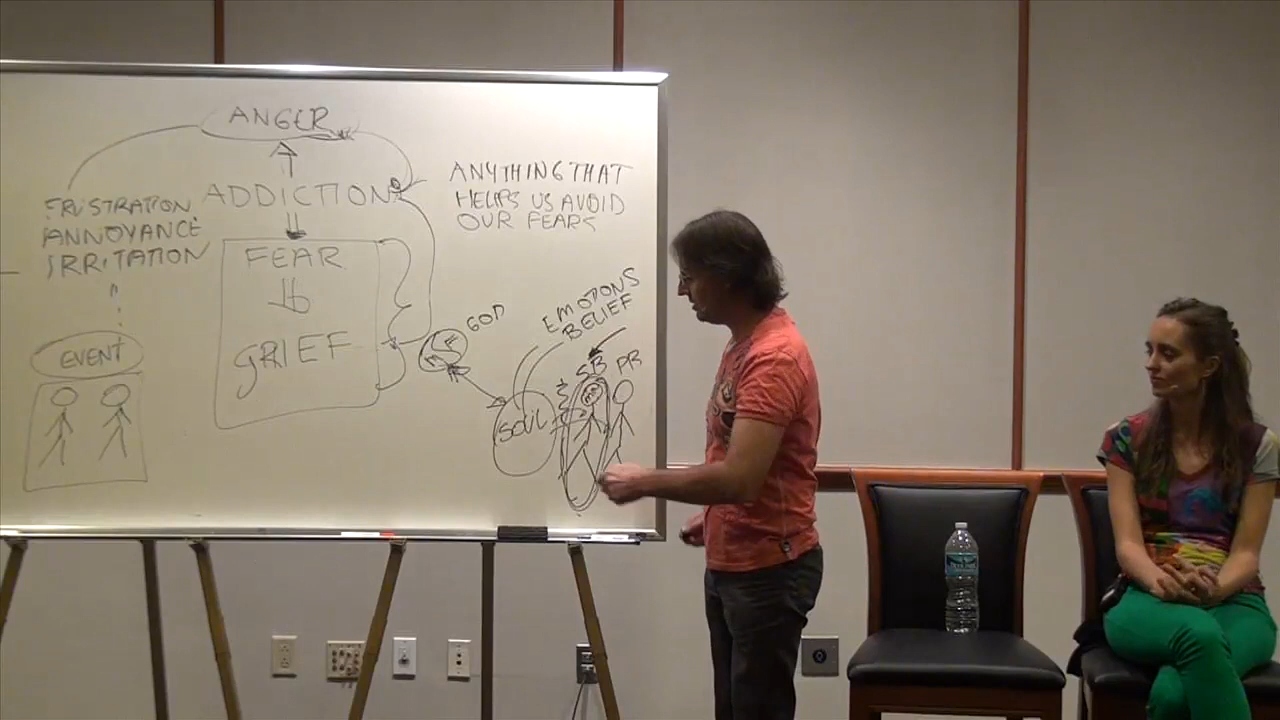 ANGER
ANYTHING THAT
ADDICTION
HELPS US AVOID
FRUSTRATION
OUR FEARS
ANNOYANCE
FEAR
IRRITATION
EMOTIONS
GOD
BELIEF
EVENT
GRIEF
SB
PB
SOUL